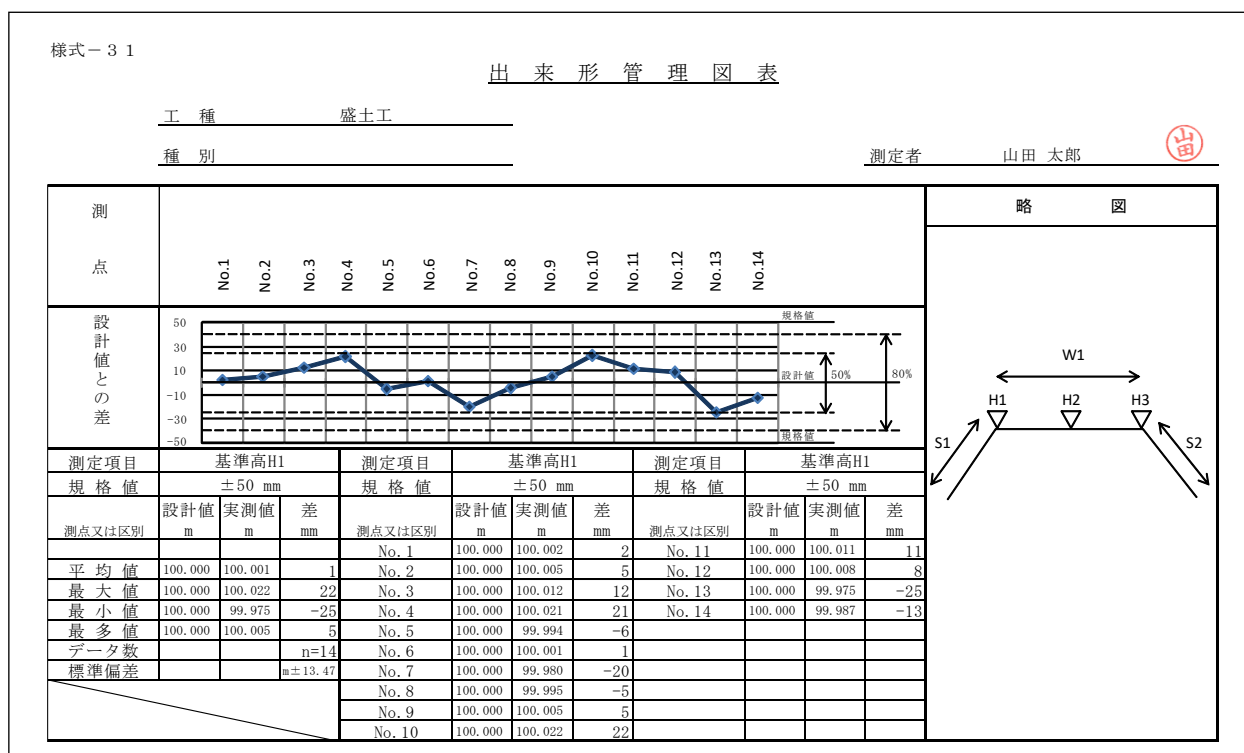 様式－３１
出来形管理図表
工 種 盛土工
種 別
測定者 山田 太郎 山田
測点
No.1 No.2 No.3 No.4 No.5 No.6 No.7 No.8 No.9 No.10 No.11 No.12 No.13 No.14
略 図
設計値との差
50
30
10
-10
-30
-50
規格値
設計値 50% 80%
規格値
W1
H1 H2 H3
S1 S2
測定項目 基準高H1 測定項目 基準高H1 測定項目 基準高H1
規格値 ±50 mm 規格値 ±50 mm 規格値 ±50 mm
設計値 実測値 差 設計値 実測値 差 設計値 実測値 差
測点又は区別 m m mm 測点又は区別 m m mm 測点又は区別 m m mm
No.1 100.000 100.002 2 No.11 100.000 100.011 11
平均値 100.000 100.001 1 No.2 100.000 100.005 5 No.12 100.000 100.008 8
最大値 100.000 100.022 22 No.3 100.000 100.012 12 No.13 100.000 99.975 -25
最小値 100.000 99.975 -25 No.4 100.000 100.021 21 No.14 100.000 99.987 -13
最多値 100.000 100.005 5 No.5 100.000 99.994 -6
データ数 n=14 No.6 100.000 100.001 1
標準偏差 m±13.47 No.7 100.000 99.980 -20
No.8 100.000 99.995 -5
No.9 100.000 100.005 5
No.10 100.000 100.022 22